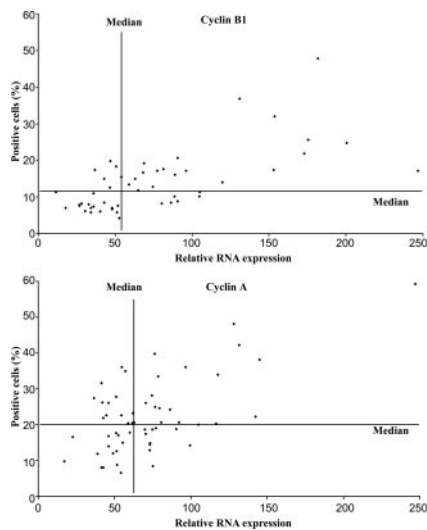 Median Cyclin B1
60
50
40
30
20
10
0
Positive cells (%)
Median
0 50 100 150 200 250
Relative RNA expression
Median Cyclin A
60
50
40
30
20
10
0
Positive cells (%)
Median
0 50 100 150 200 250
Relative RNA expression